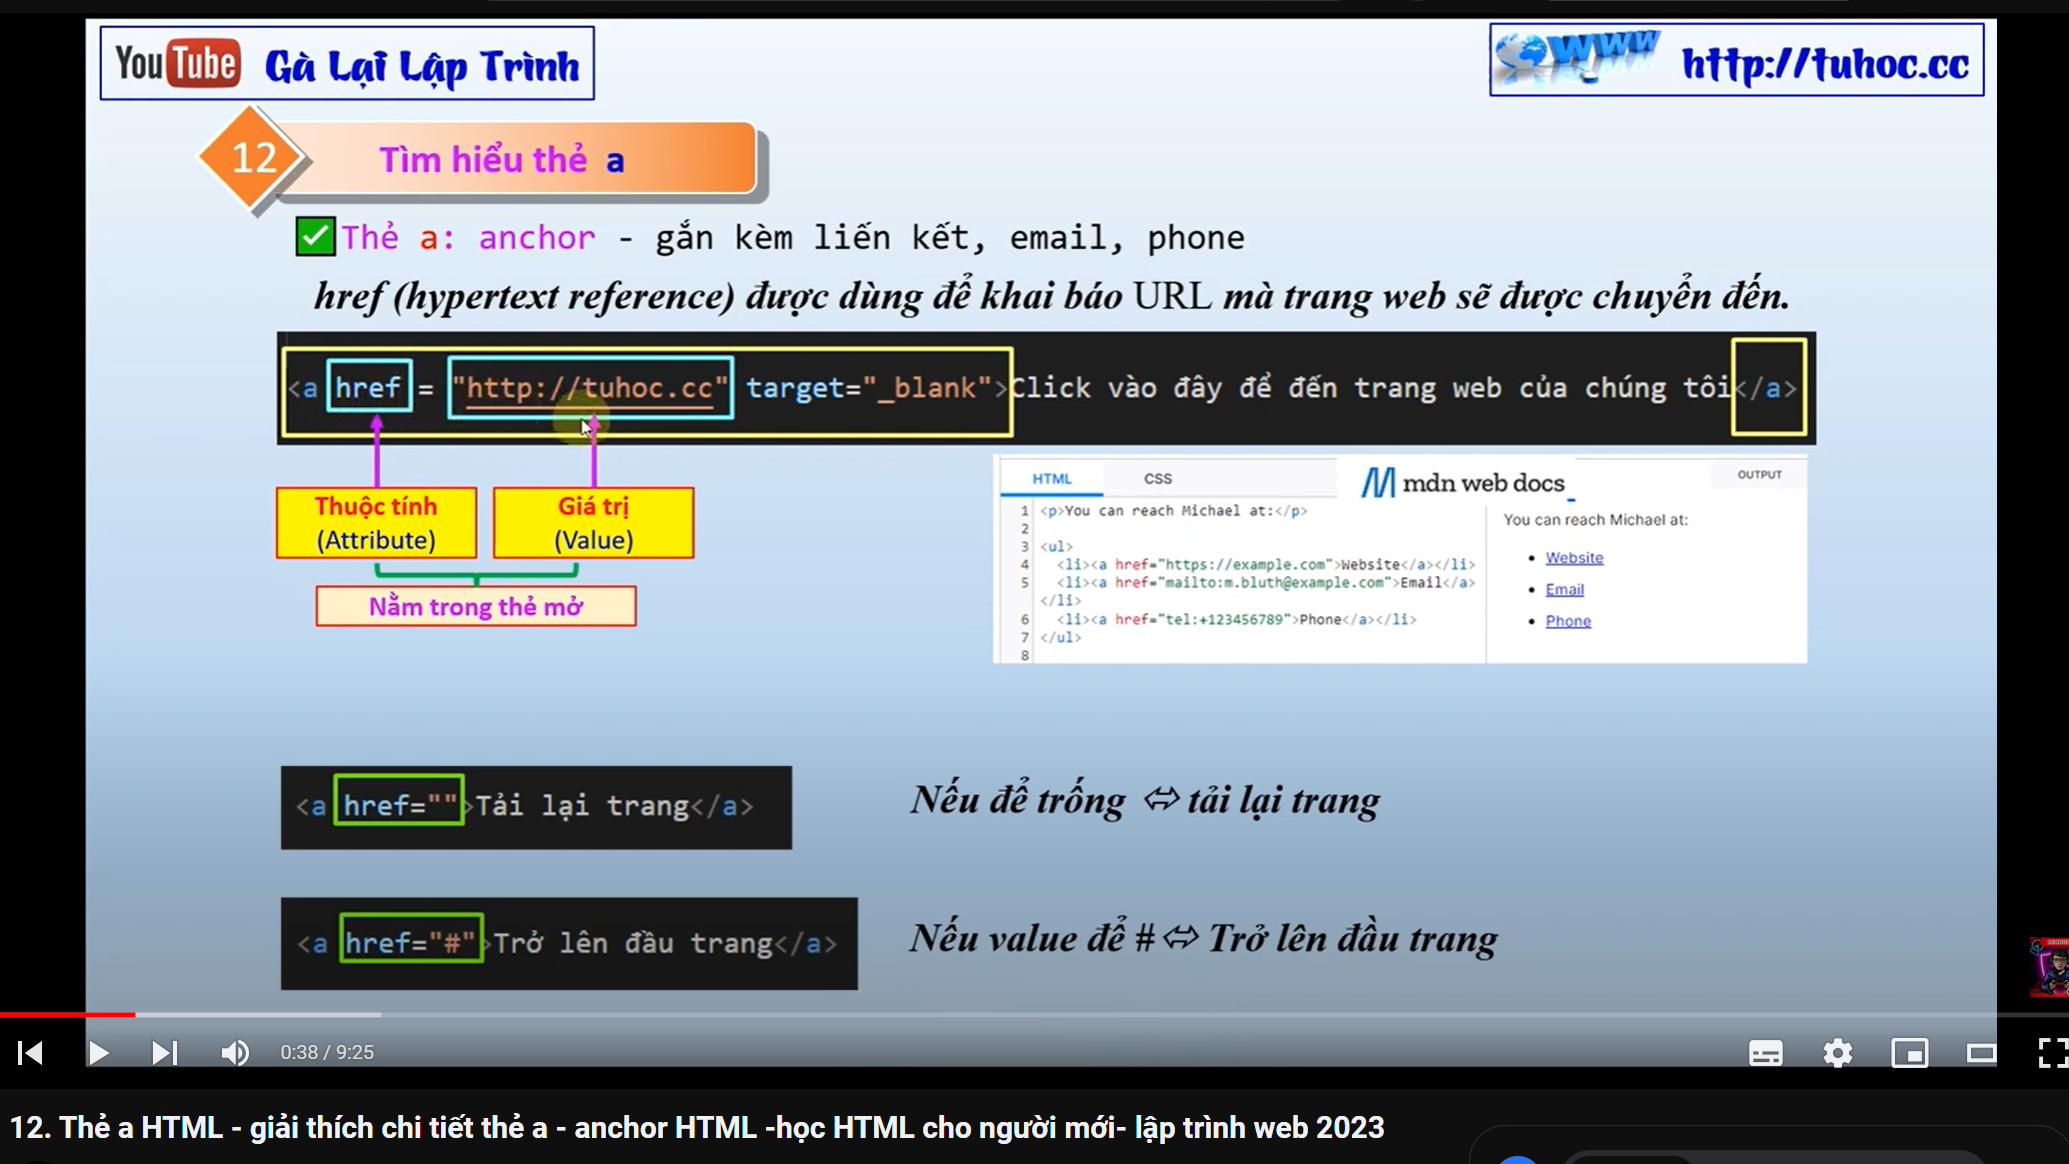 YouTube Gà Lại Lập Trình
WWW http://tuhoc.cc
12 Tìm hiểu thẻ a
Thẻ a: anchor - gắn kèm liến kết, email, phone
href (hypertext reference) được dùng để khai báo URL mà trang web sẽ được chuyển đến.
<a href = "http://tuhoc.cc" target="_blank">Click vào đây để đến trang web của chúng tôi</a>
Thuộc tính
(Attribute)
Giá trị
(Value)
Nằm trong thẻ mở
HTML CSS mdn web docs_ OUTPUT
1 <p>You can reach Michael at:</p>
2
3 <ul>
4 <li><a href="https://example.com">Website</a></li>
5 <li><a href="mailto:m.bluth@example.com">Email</a>
</li>
6 <li><a href="tel:+123456789">Phone</a></li>
7 </ul>
8
You can reach Michael at:
• Website
• Email
• Phone
<a href="">Tải lại trang</a>
Nếu để trống ⇔ tải lại trang
<a href="#">Trở lên đầu trang</a>
Nếu value để # ⇔ Trở lên đầu trang
0:38 / 9:25
12. Thẻ a HTML - giải thích chi tiết thẻ a - anchor HTML -học HTML cho người mới- lập trình web 2023